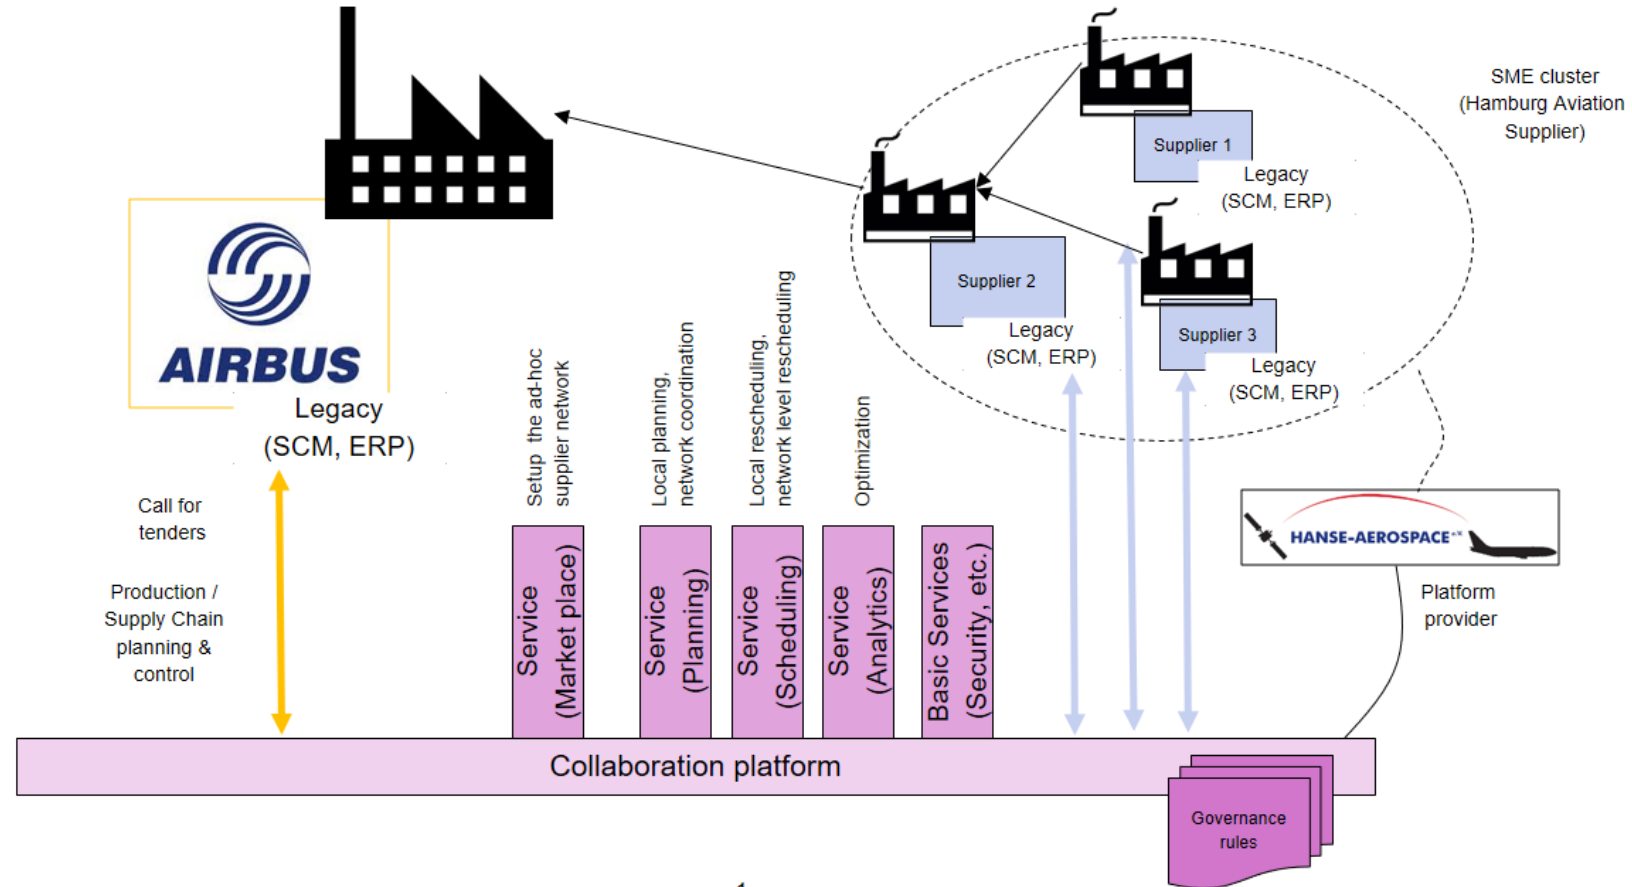 SME cluster
(Hamburg Aviation
Supplier)
Supplier 1
Legacy
(SCM, ERP)
Supplier 2
Legacy
(SCM, ERP)
Supplier 3
Legacy
(SCM, ERP)
AIRBUS
Legacy
(SCM, ERP)
Call for
tenders
Production /
Supply Chain
planning &
control
Setup the ad-hoc
supplier network
Local planning,
network coordination
Local rescheduling,
network level rescheduling
Optimization
Service
(Market place)
Service
(Planning)
Service
(Scheduling)
Service
(Analytics)
Basic Services
(Security, etc.)
HANSE-AEROSPACE
Platform
provider
Collaboration platform
Governance
rules